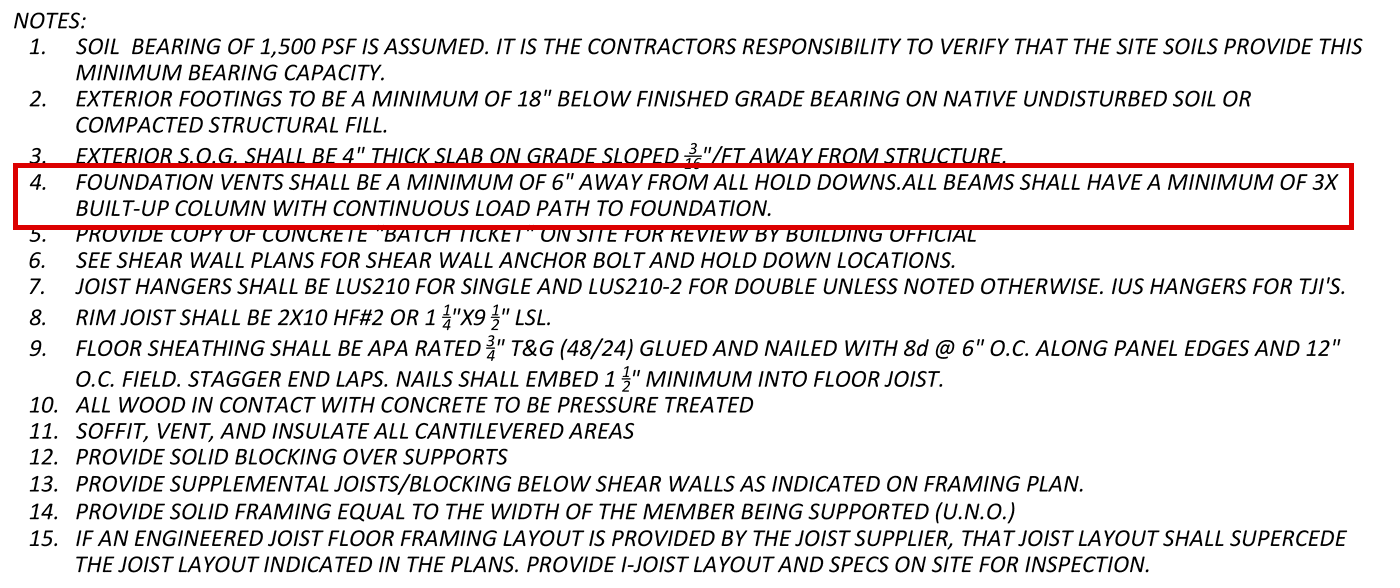 NOTES:
1. SOIL BEARING OF 1,500 PSF IS ASSUMED. IT IS THE CONTRACTORS RESPONSIBILITY TO VERIFY THAT THE SITE SOILS PROVIDE THIS
MINIMUM BEARING CAPACITY.
2. EXTERIOR FOOTINGS TO BE A MINIMUM OF 18" BELOW FINISHED GRADE BEARING ON NATIVE UNDISTURBED SOIL OR
COMPACTED STRUCTURAL FILL.
3. EXTERIOR S.O.G. SHALL BE 4" THICK SLAB ON GRADE SLOPED 3/16"/FT AWAY FROM STRUCTURE.
4. FOUNDATION VENTS SHALL BE A MINIMUM OF 6" AWAY FROM ALL HOLD DOWNS.ALL BEAMS SHALL HAVE A MINIMUM OF 3X
BUILT-UP COLUMN WITH CONTINUOUS LOAD PATH TO FOUNDATION.
5. PROVIDE COPY OF CONCRETE "BATCH TICKET" ON SITE FOR REVIEW BY BUILDING OFFICIAL
6. SEE SHEAR WALL PLANS FOR SHEAR WALL ANCHOR BOLT AND HOLD DOWN LOCATIONS.
7. JOIST HANGERS SHALL BE LUS210 FOR SINGLE AND LUS210-2 FOR DOUBLE UNLESS NOTED OTHERWISE. IUS HANGERS FOR TJI'S.
8. RIM JOIST SHALL BE 2X10 HF#2 OR 1 1/4"X9 1/2" LSL.
9. FLOOR SHEATHING SHALL BE APA RATED 3/4" T&G (48/24) GLUED AND NAILED WITH 8d @ 6" O.C. ALONG PANEL EDGES AND 12"
O.C. FIELD. STAGGER END LAPS. NAILS SHALL EMBED 1 1/2" MINIMUM INTO FLOOR JOIST.
10. ALL WOOD IN CONTACT WITH CONCRETE TO BE PRESSURE TREATED
11. SOFFIT, VENT, AND INSULATE ALL CANTILEVERED AREAS
12. PROVIDE SOLID BLOCKING OVER SUPPORTS
13. PROVIDE SUPPLEMENTAL JOISTS/BLOCKING BELOW SHEAR WALLS AS INDICATED ON FRAMING PLAN.
14. PROVIDE SOLID FRAMING EQUAL TO THE WIDTH OF THE MEMBER BEING SUPPORTED (U.N.O.)
15. IF AN ENGINEERED JOIST FLOOR FRAMING LAYOUT IS PROVIDED BY THE JOIST SUPPLIER, THAT JOIST LAYOUT SHALL SUPERCEDE
THE JOIST LAYOUT INDICATED IN THE PLANS. PROVIDE I-JOIST LAYOUT AND SPECS ON SITE FOR INSPECTION.